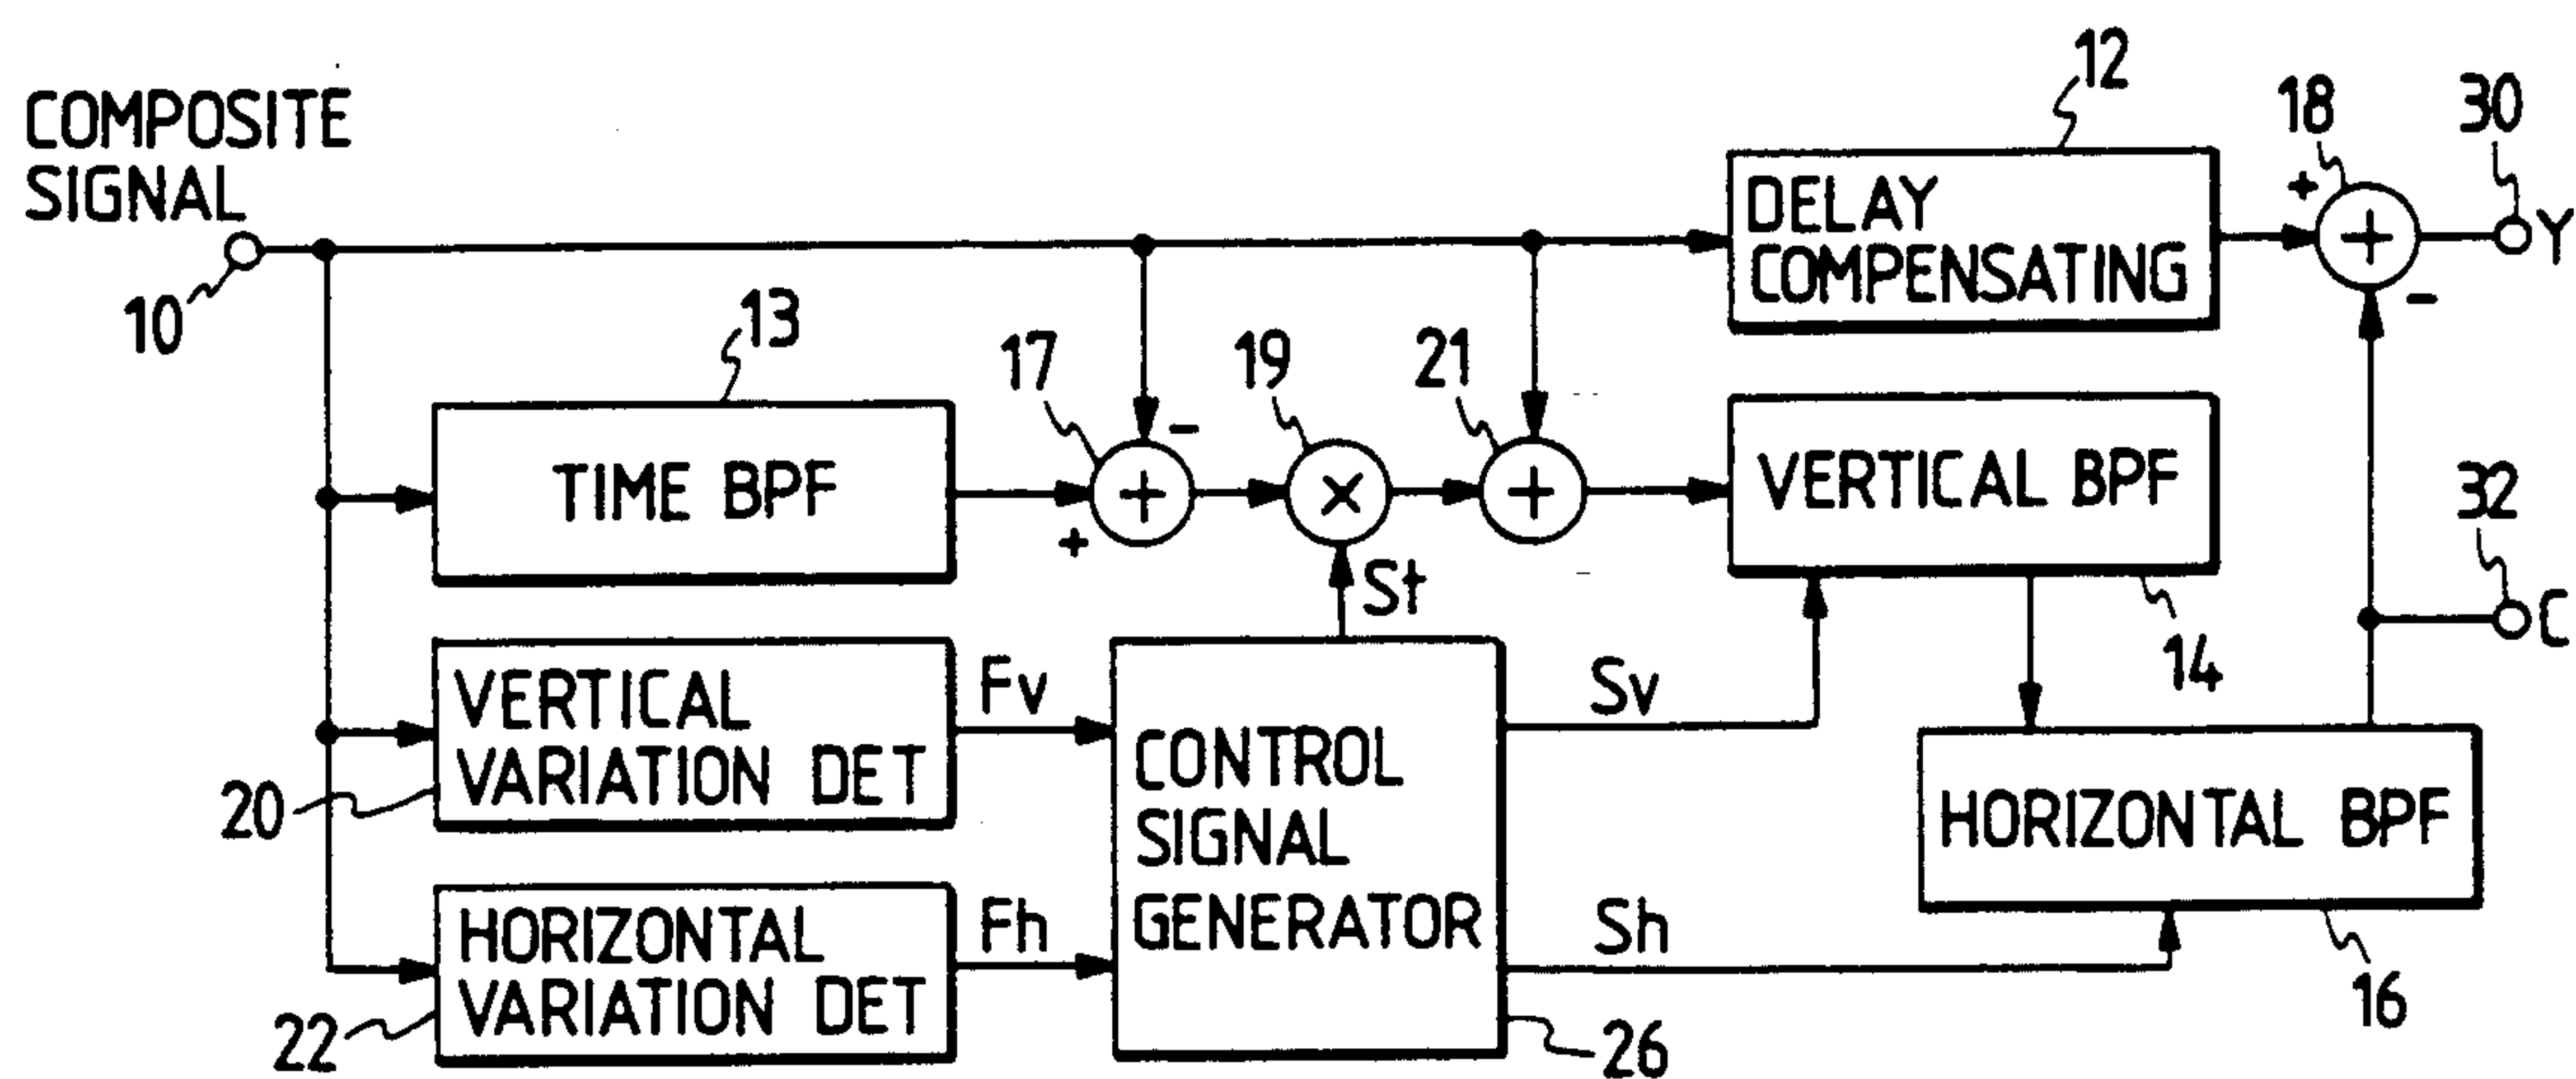 COMPOSITE
SIGNAL
10
12
18
30
+
+
Y
-
DELAY
COMPENSATING
13
17
19
21
-
+
+
×
+
TIME BPF
VERTICAL BPF
14
32
C
St
VERTICAL
VARIATION DET
20
Fv
Sv
CONTROL
SIGNAL
GENERATOR
HORIZONTAL BPF
16
HORIZONTAL
VARIATION DET
22
Fh
Sh
26